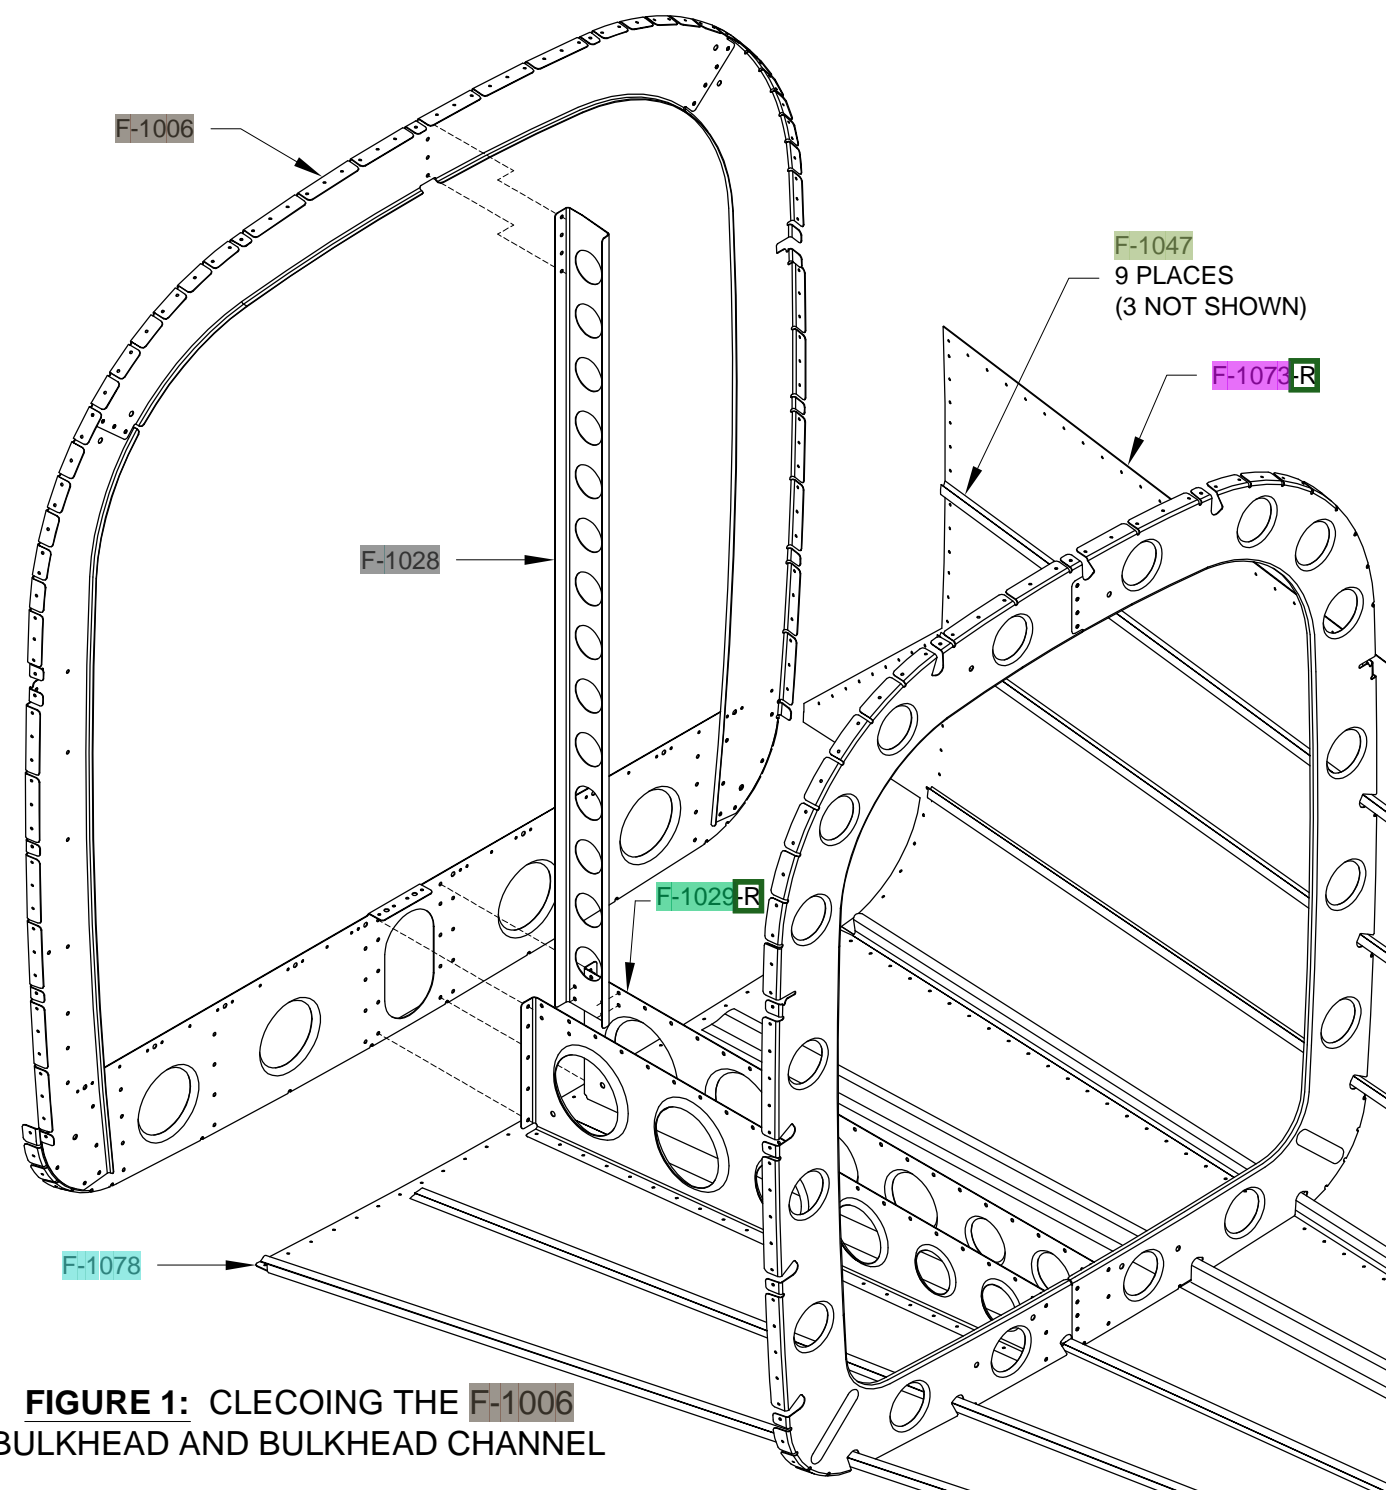 F-1006
F-1047
9 PLACES
(3 NOT SHOWN)
F-1073-R
F-1028
F-1029-R
F-1078
FIGURE 1: CLECOING THE F-1006
BULKHEAD AND BULKHEAD CHANNEL